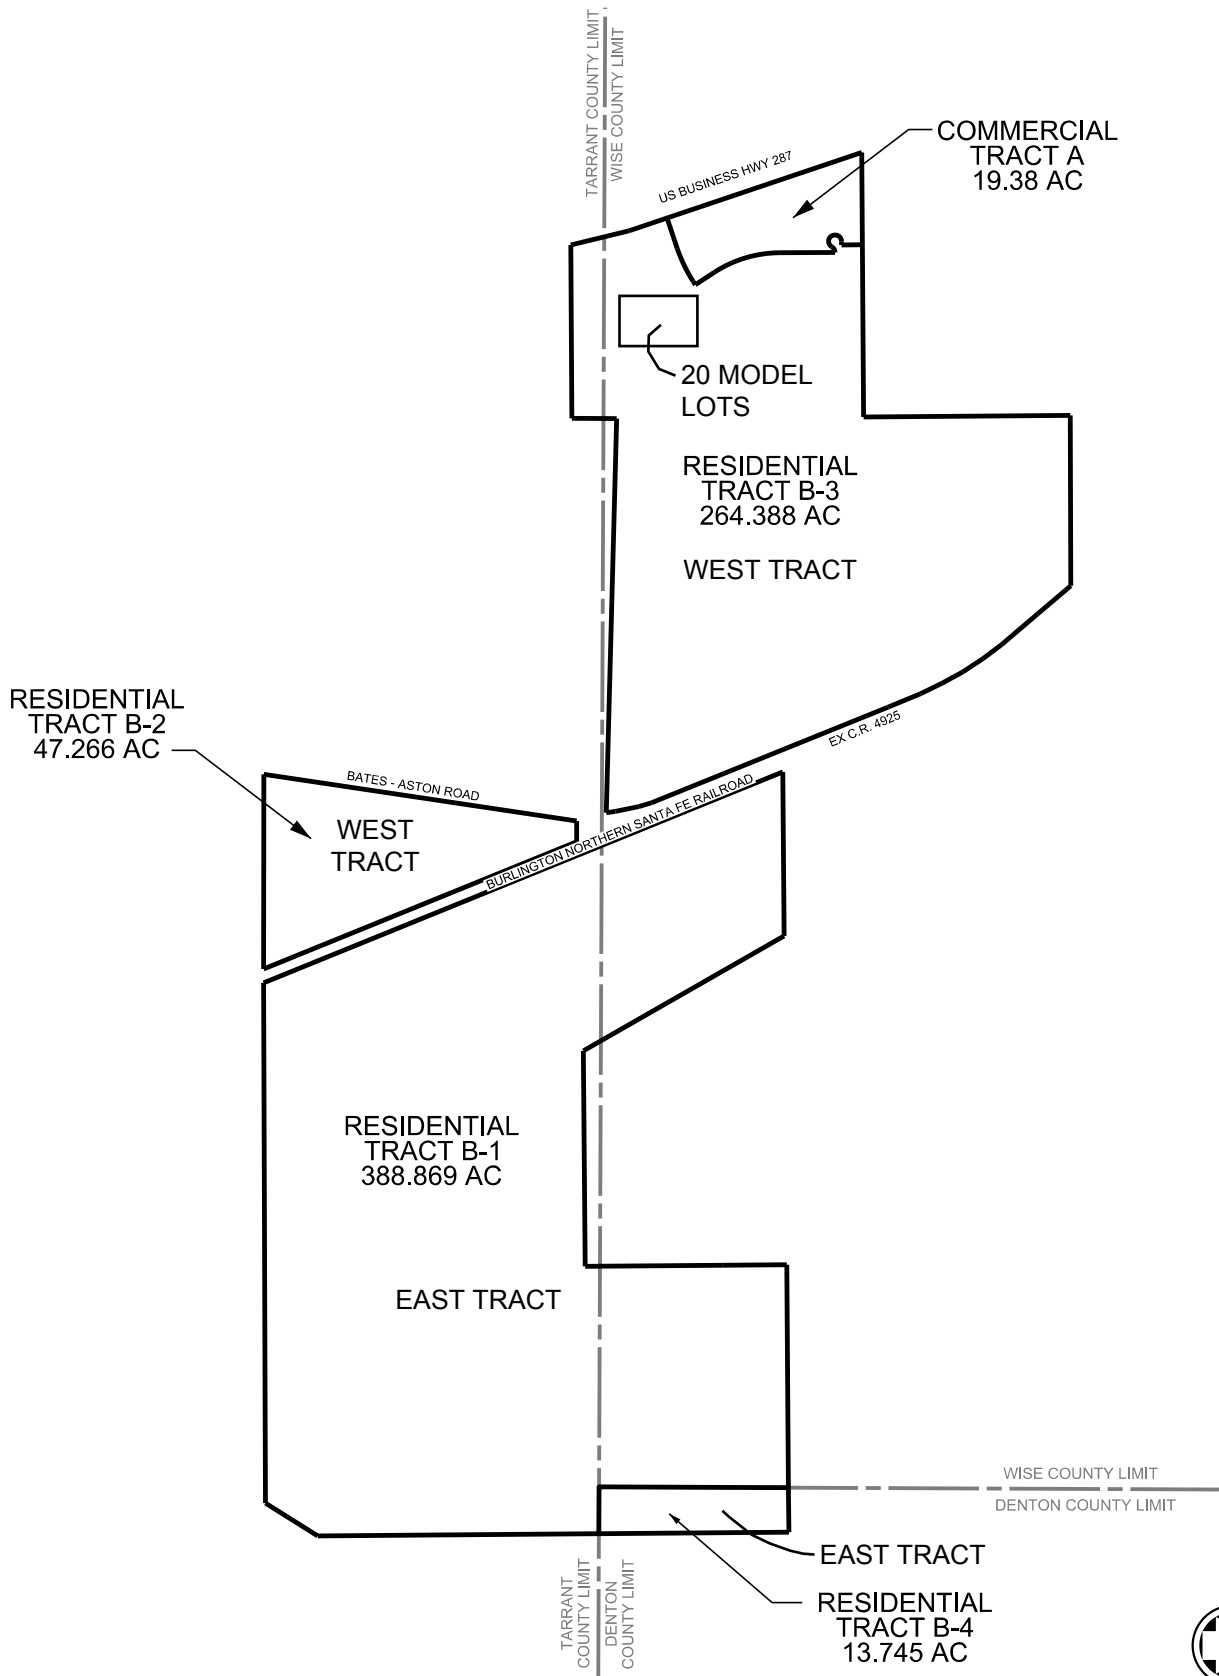 TARRANT COUNTY LIMIT
WISE COUNTY LIMIT
COMMERCIAL
TRACT A
19.38 AC
US BUSINESS HWY 287
20 MODEL
LOTS
RESIDENTIAL
TRACT B-3
264.388 AC
WEST TRACT
EX C.R. 4925
RESIDENTIAL
TRACT B-2
47.266 AC
BATES - ASTON ROAD
WEST
TRACT
BURLINGTON NORTHERN SANTA FE RAILROAD
RESIDENTIAL
TRACT B-1
388.869 AC
EAST TRACT
WISE COUNTY LIMIT
DENTON COUNTY LIMIT
EAST TRACT
RESIDENTIAL
TRACT B-4
13.745 AC
TARRANT
COUNTY LIMIT
DENTON
COUNTY LIMIT